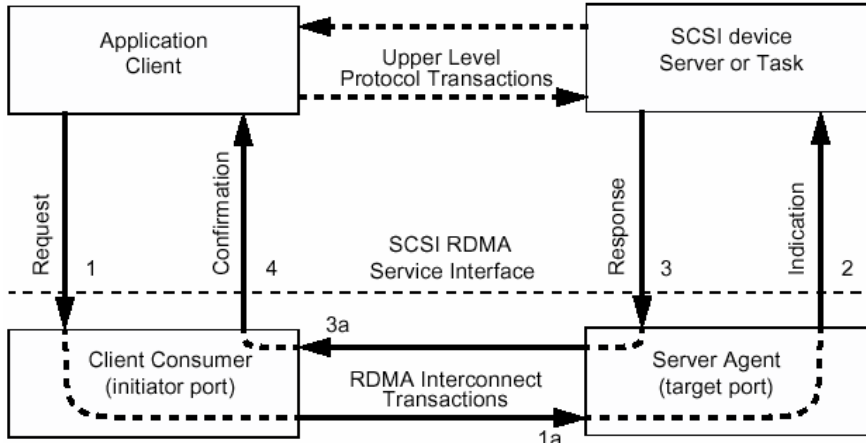 Application
Client
Upper Level
Protocol Transactions
SCSI device
Server or Task
Request
1
Confirmation
4
SCSI RDMA
Service Interface
Response
3
Indication
2
Client Consumer
(initiator port)
3a
RDMA Interconnect
Transactions
1a
Server Agent
(target port)